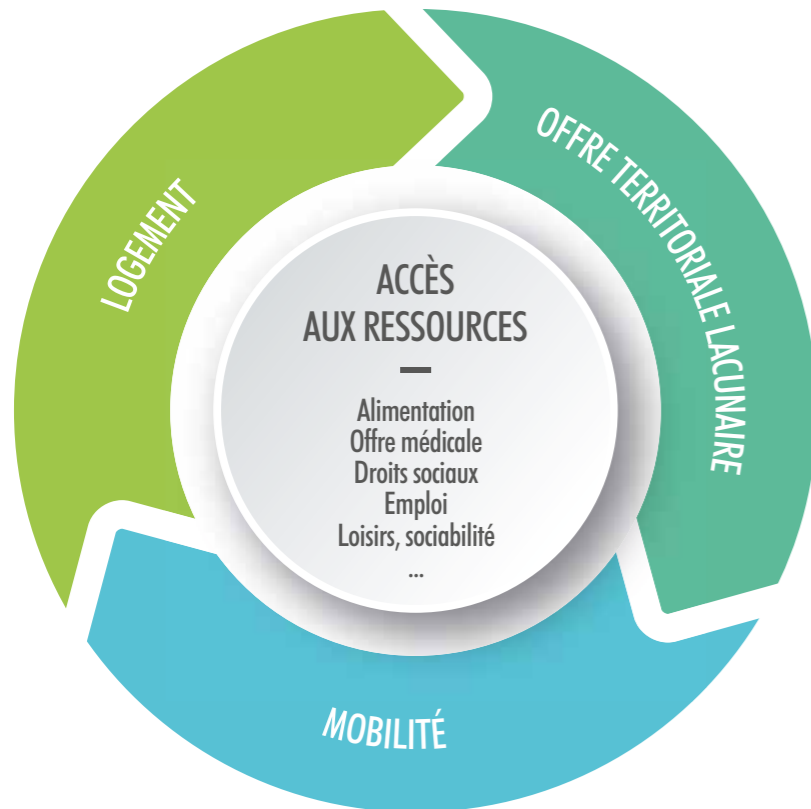 LOGEMENT
OFFRE TERRITORIALE LACUNAIRE
ACCÈS
AUX RESSOURCES
Alimentation
Offre médicale
Droits sociaux
Emploi
Loisirs, sociabilité
...
MOBILITÉ